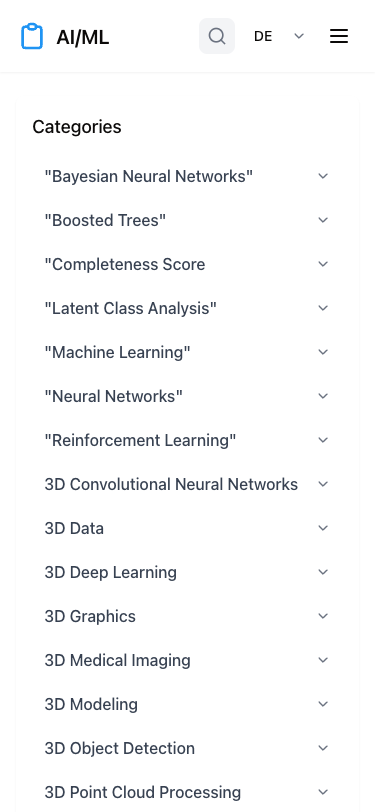 AI/ML
DE
Categories
"Bayesian Neural Networks"
"Boosted Trees"
"Completeness Score
"Latent Class Analysis"
"Machine Learning"
"Neural Networks"
"Reinforcement Learning"
3D Convolutional Neural Networks
3D Data
3D Deep Learning
3D Graphics
3D Medical Imaging
3D Modeling
3D Object Detection
3D Point Cloud Processing